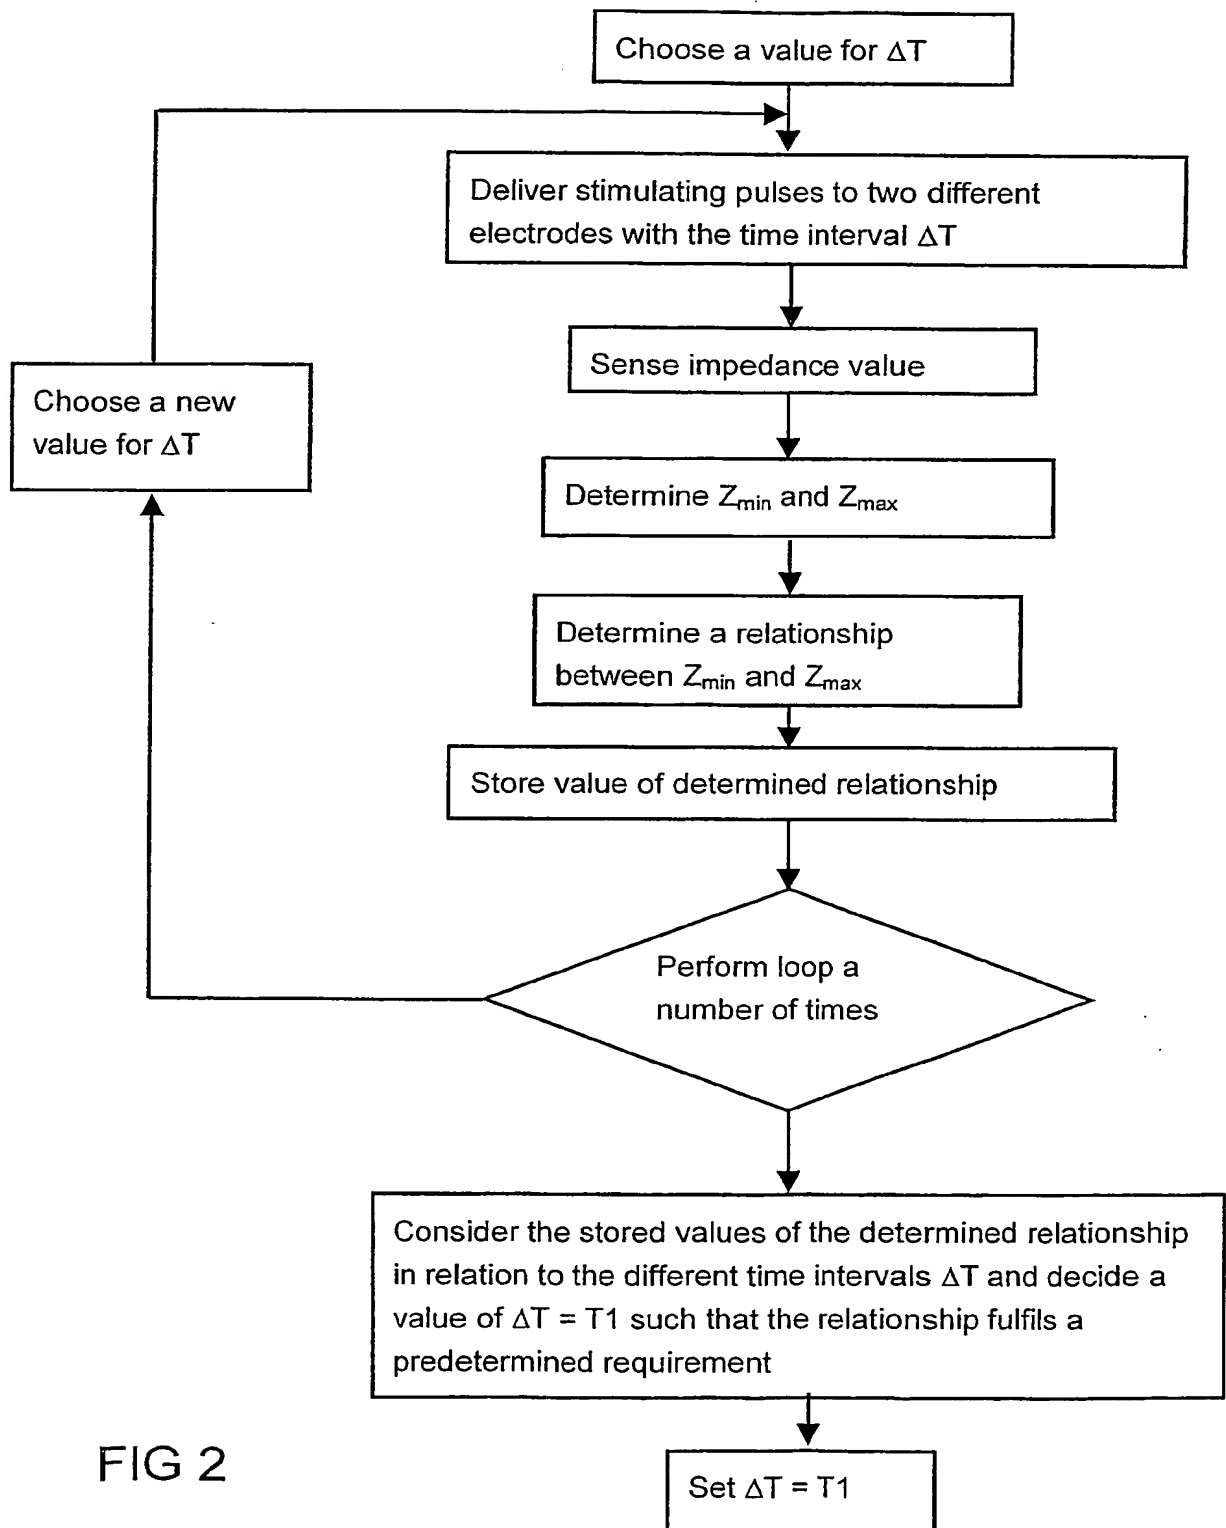 Choose a value for ΔT
Deliver stimulating pulses to two different
electrodes with the time interval ΔT
Sense impedance value
Choose a new
value for ΔT
Determine Zmin and Zmax
Determine a relationship
between Zmin and Zmax
Store value of determined relationship
Perform loop a
number of times
Consider the stored values of the determined relationship
in relation to the different time intervals ΔT and decide a
value of ΔT = T1 such that the relationship fulfils a
predetermined requirement
FIG 2
Set ΔT = T1